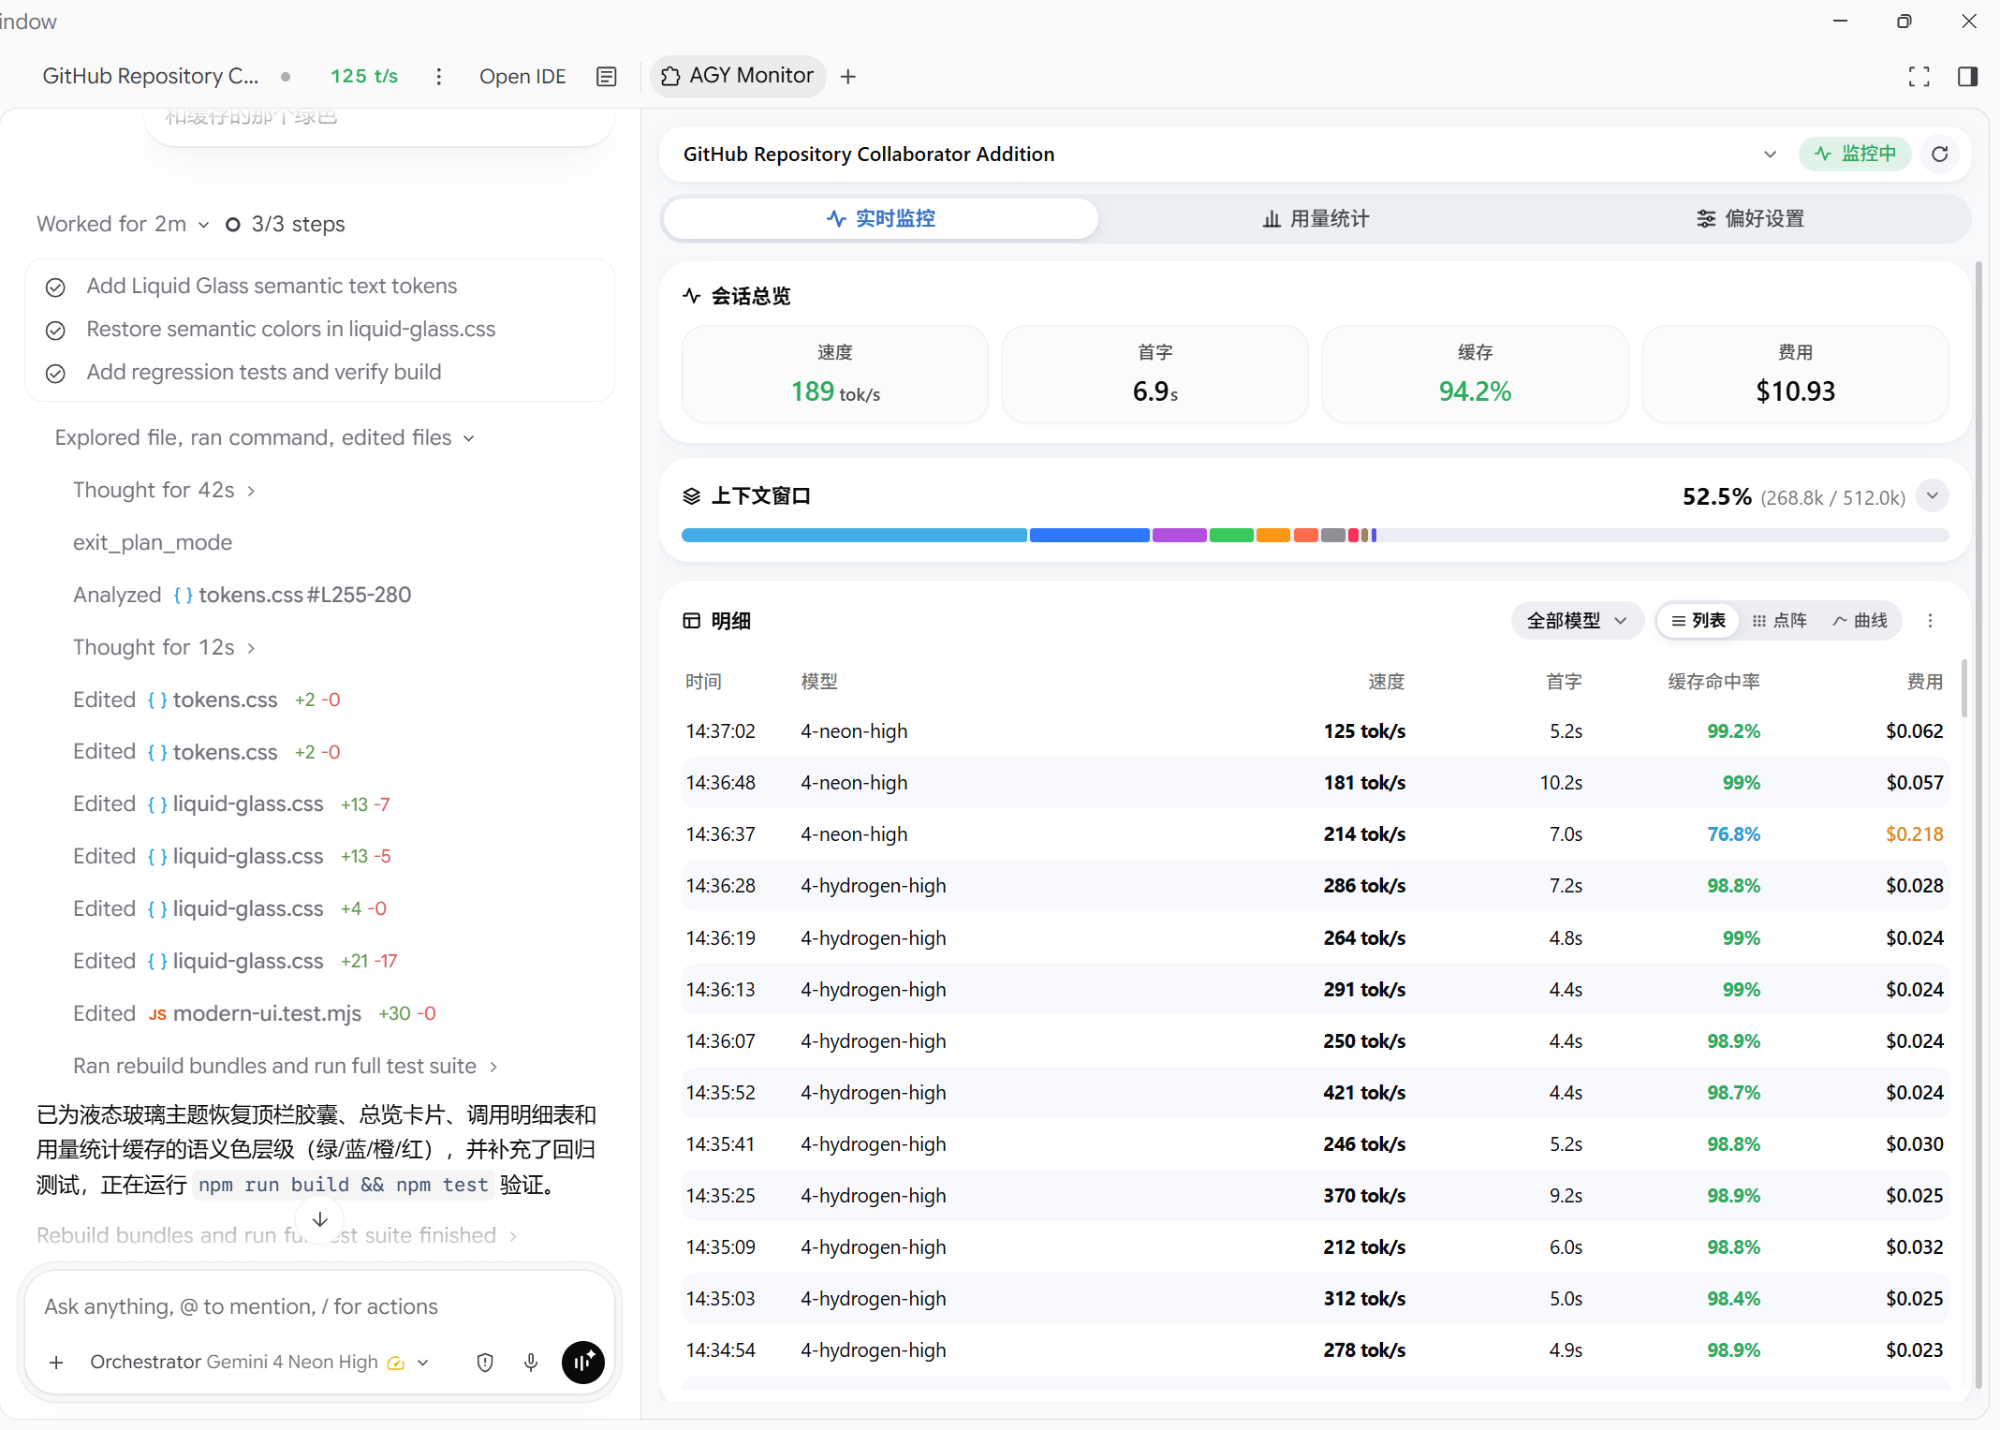 indow
GitHub Repository C...
125 t/s
Open IDE
AGY Monitor
和缓存的那个绿色
Worked for 2m
3/3 steps
Add Liquid Glass semantic text tokens
Restore semantic colors in liquid-glass.css
Add regression tests and verify build
Explored file, ran command, edited files
Thought for 42s
exit_plan_mode
Analyzed { } tokens.css #L255-280
Thought for 12s
Edited { } tokens.css +2 -0
Edited { } tokens.css +2 -0
Edited { } liquid-glass.css +13 -7
Edited { } liquid-glass.css +13 -5
Edited { } liquid-glass.css +4 -0
Edited { } liquid-glass.css +21 -17
Edited JS modern-ui.test.mjs +30 -0
Ran rebuild bundles and run full test suite
已为液态玻璃主题恢复顶栏胶囊、总览卡片、调用明细表和
用量统计缓存的语义色层级（绿/蓝/橙/红），并补充了回归
测试，正在运行 npm run build && npm test 验证。
Rebuild bundles and run fu est suite finished
Ask anything, @ to mention, / for actions
Orchestrator Gemini 4 Neon High
GitHub Repository Collaborator Addition
监控中
实时监控
用量统计
偏好设置
会话总览
速度
189 tok/s
首字
6.9s
缓存
94.2%
费用
$10.93
上下文窗口
52.5% (268.8k / 512.0k)
明细
全部模型
列表
点阵
曲线
时间 模型 速度 首字 缓存命中率 费用
14:37:02 4-neon-high 125 tok/s 5.2s 99.2% $0.062
14:36:48 4-neon-high 181 tok/s 10.2s 99% $0.057
14:36:37 4-neon-high 214 tok/s 7.0s 76.8% $0.218
14:36:28 4-hydrogen-high 286 tok/s 7.2s 98.8% $0.028
14:36:19 4-hydrogen-high 264 tok/s 4.8s 99% $0.024
14:36:13 4-hydrogen-high 291 tok/s 4.4s 99% $0.024
14:36:07 4-hydrogen-high 250 tok/s 4.4s 98.9% $0.024
14:35:52 4-hydrogen-high 421 tok/s 4.4s 98.7% $0.024
14:35:41 4-hydrogen-high 246 tok/s 5.2s 98.8% $0.030
14:35:25 4-hydrogen-high 370 tok/s 9.2s 98.9% $0.025
14:35:09 4-hydrogen-high 212 tok/s 6.0s 98.8% $0.032
14:35:03 4-hydrogen-high 312 tok/s 5.0s 98.4% $0.025
14:34:54 4-hydrogen-high 278 tok/s 4.9s 98.9% $0.023